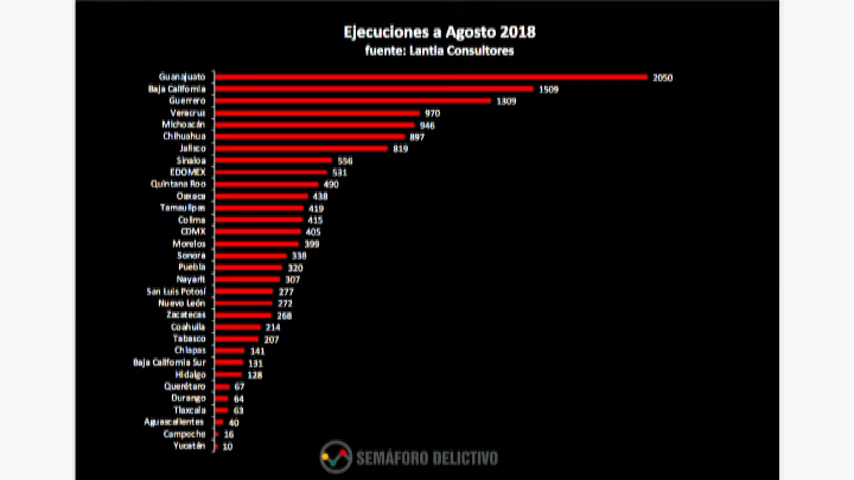 Ejecuciones a Agosto 2018
fuente: Lantia Consultores
Guanajuato 2050
Baja California 1509
Guerrero 1309
Veracruz 970
Michoacán 946
Chihuahua 897
Jalisco 819
Sinaloa 556
EDOMEX 531
Quintana Roo 490
Oaxaca 438
Tamaulipas 419
Colima 415
CDMX 405
Morelos 399
Sonora 338
Puebla 320
Nayarit 307
San Luis Potosí 277
Nuevo León 272
Zacatecas 268
Coahuila 214
Tabasco 207
Chiapas 141
Baja California Sur 131
Hidalgo 128
Querétaro 67
Durango 64
Tlaxcala 63
Aguascalientes 40
Campeche 16
Yucatán 10
SEMÁFORO DELICTIVO